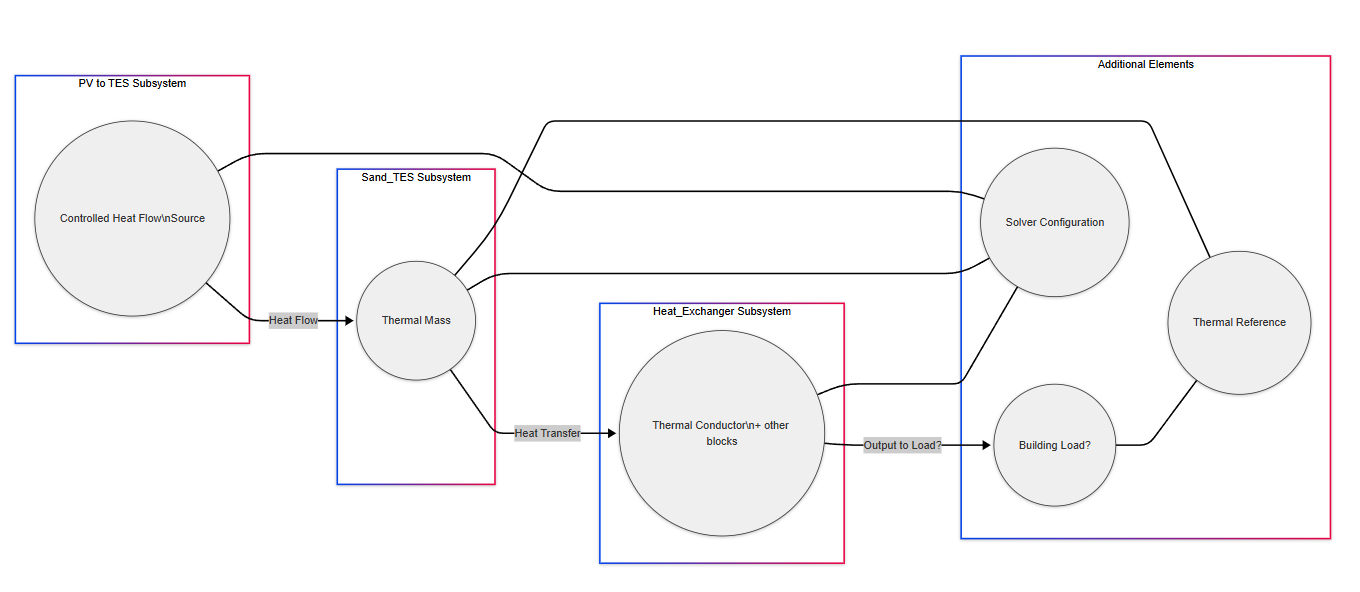 PV to TES Subsystem
Controlled Heat Flow\nSource
Heat Flow
Sand_TES Subsystem
Thermal Mass
Heat Transfer
Heat_Exchanger Subsystem
Thermal Conductor\n+ other
blocks
Output to Load?
Additional Elements
Solver Configuration
Thermal Reference
Building Load?